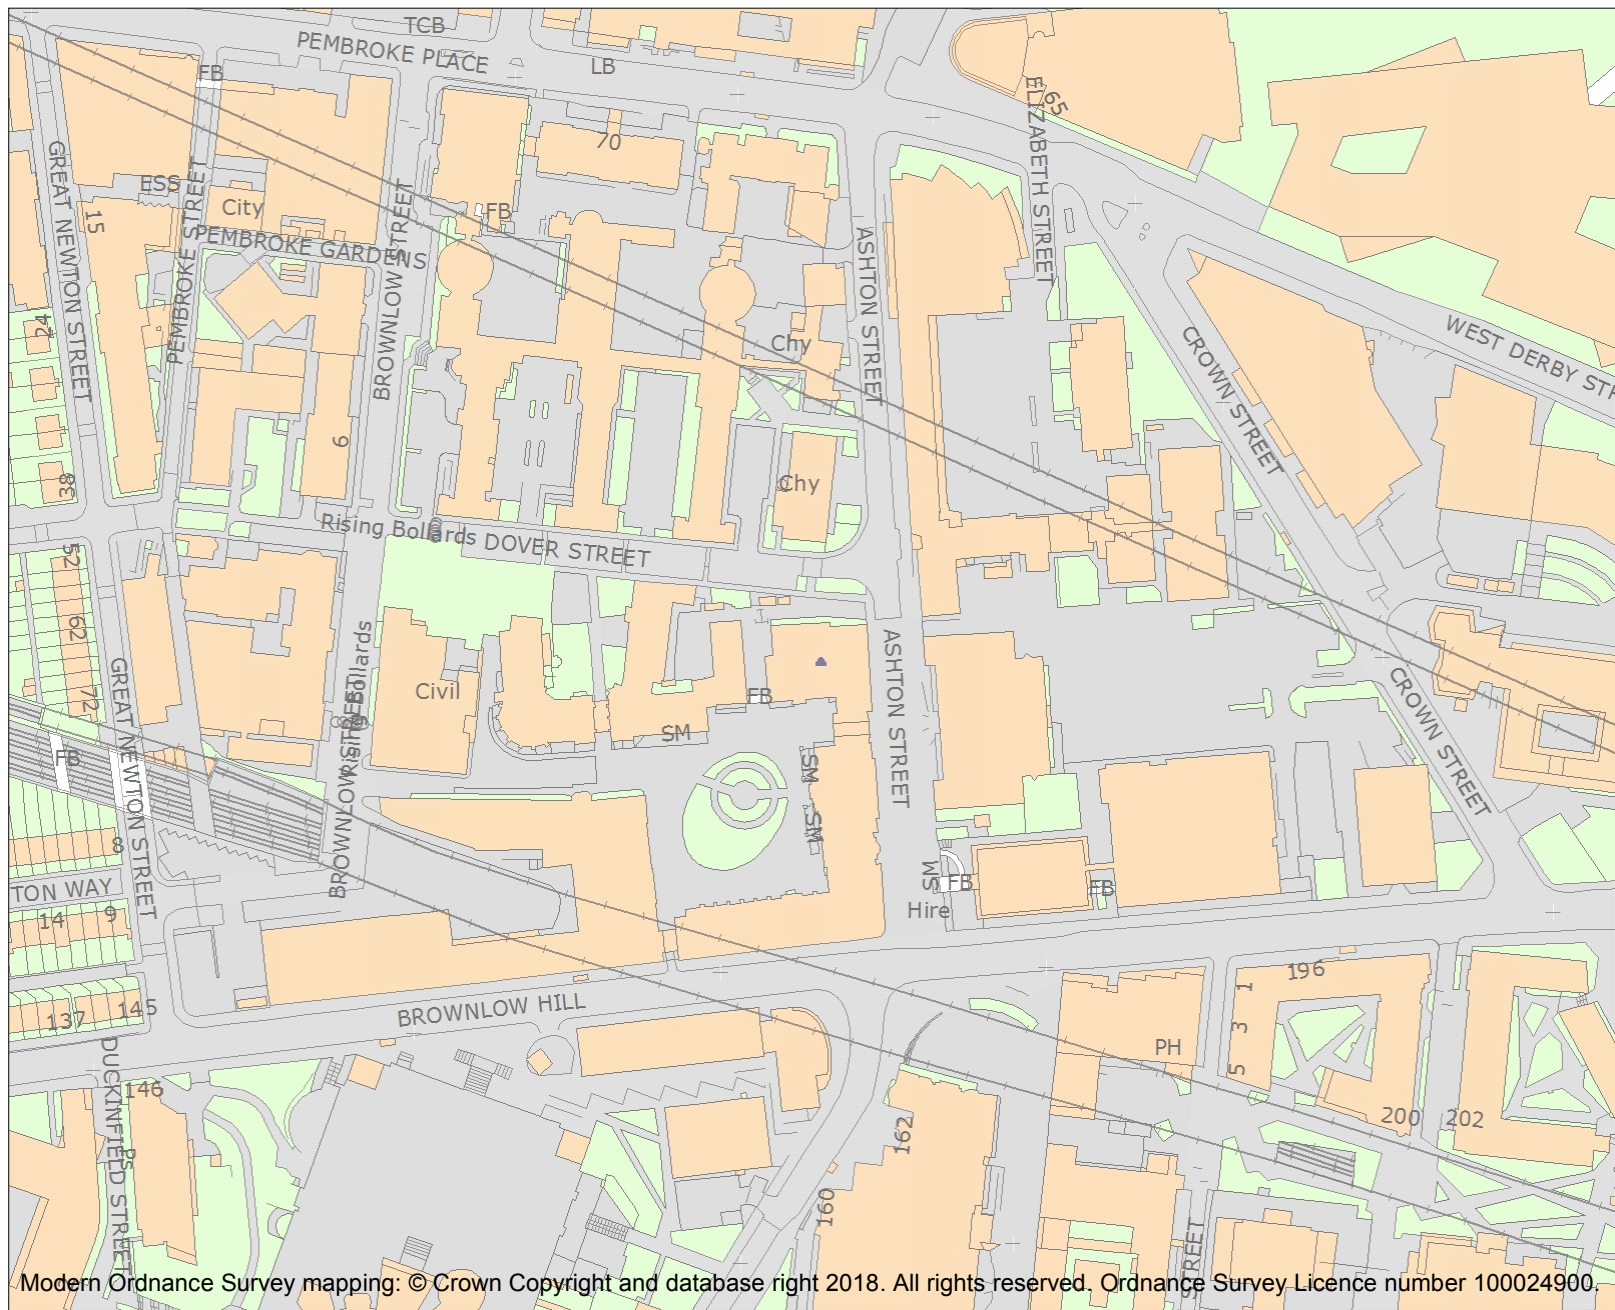 TCB
PEMBROKE PLACE
LB
FB
65
ELIZABETH STREET
70
GREAT NEWTON STREET
ESS
PEMBROKE STREET
15
City
FB
BROWNLOW STREET
PEMBROKE GARDENS
ASHTON STREET
24
Chy
CROWN STREET
WEST DERBY STR
6
38
Chy
Rising Bollards
DOVER STREET
52
62
72
GREAT NEWTON STREET
Rising Bollards
Civil
FB
SM
ASHTON STREET
CROWN STREET
FB
SM
SM
8
BROWNLOW STREET
TON WAY
14
9
SM
FB
FB
Hire
137
145
BROWNLOW HILL
196
1
3
5
PH
DUCKINFIELD STREET
146
Ps
162
160
200
202
STREET
Modern Ordnance Survey mapping: © Crown Copyright and database right 2018. All rights reserved. Ordnance Survey Licence number 100024900.